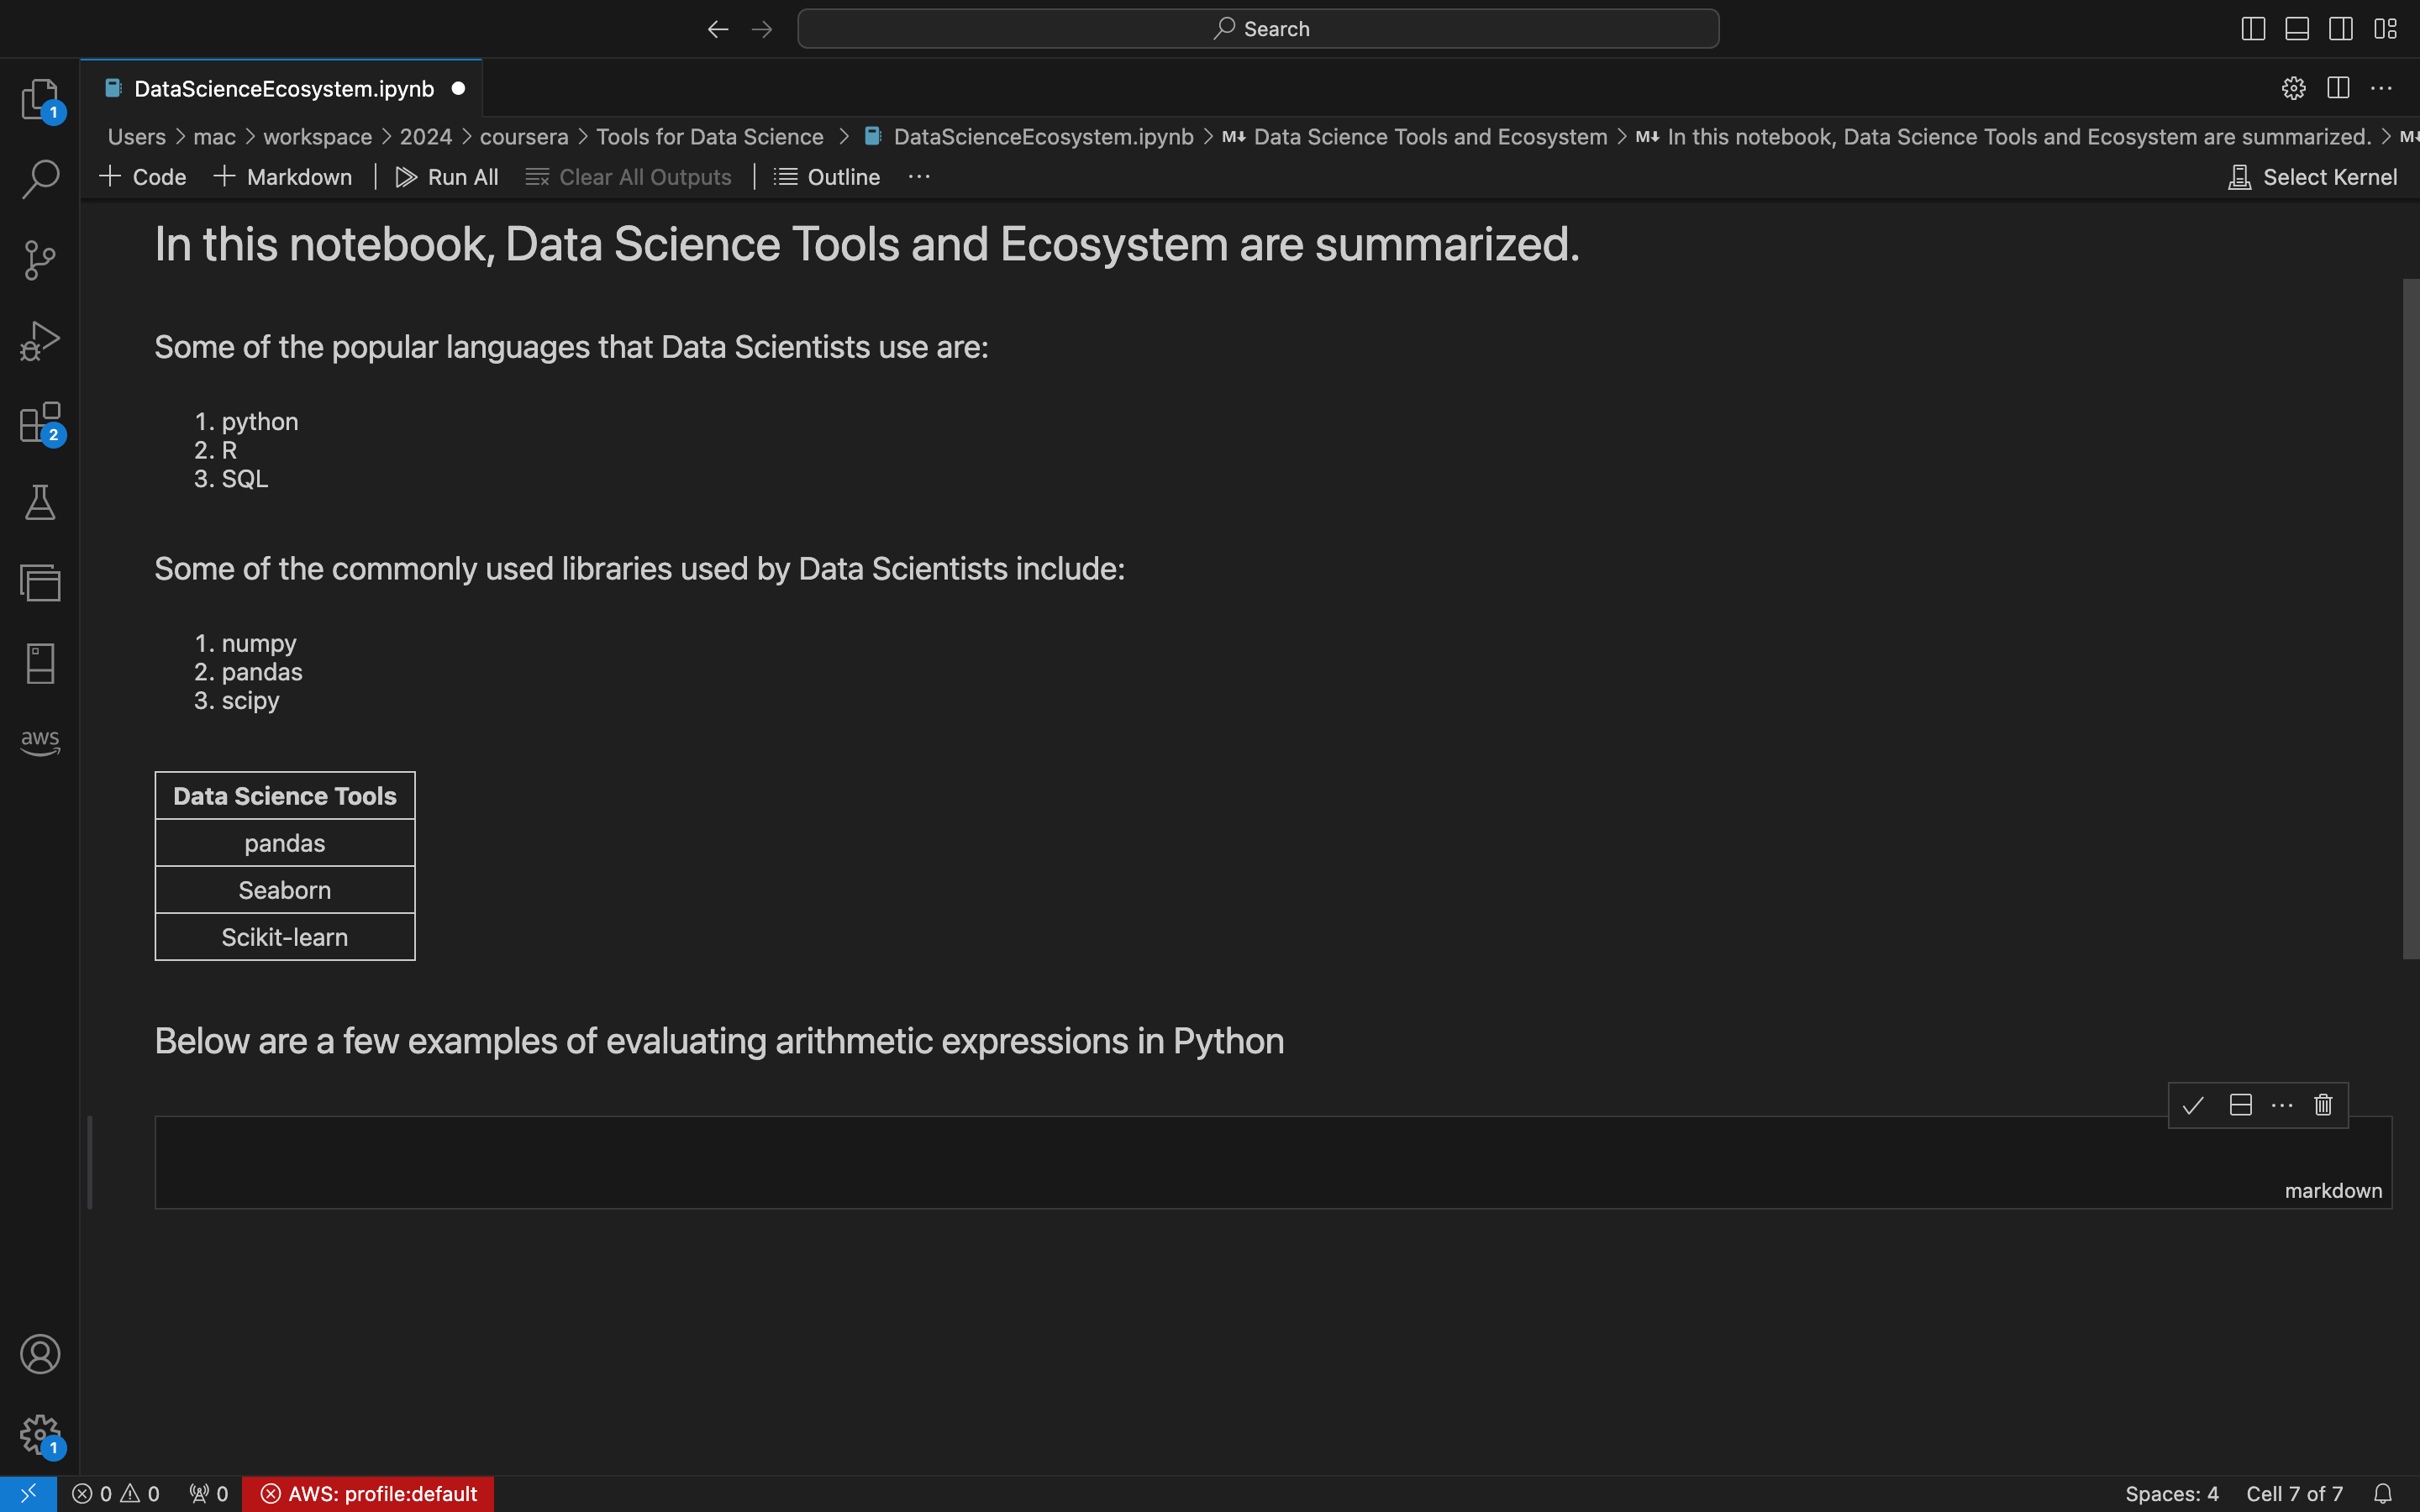 Search
DataScienceEcosystem.ipynb
1
Users > mac > workspace > 2024 > coursera > Tools for Data Science > DataScienceEcosystem.ipynb > M↓ Data Science Tools and Ecosystem > M↓ In this notebook, Data Science Tools and Ecosystem are summarized. > M↓
+ Code + Markdown Run All Clear All Outputs Outline ... Select Kernel
In this notebook, Data Science Tools and Ecosystem are summarized.
Some of the popular languages that Data Scientists use are:
1. python
2. R
3. SQL
2
Some of the commonly used libraries used by Data Scientists include:
1. numpy
2. pandas
3. scipy
aws
Data Science Tools
pandas
Seaborn
Scikit-learn
Below are a few examples of evaluating arithmetic expressions in Python
markdown
1
0 0 0 AWS: profile:default Spaces: 4 Cell 7 of 7